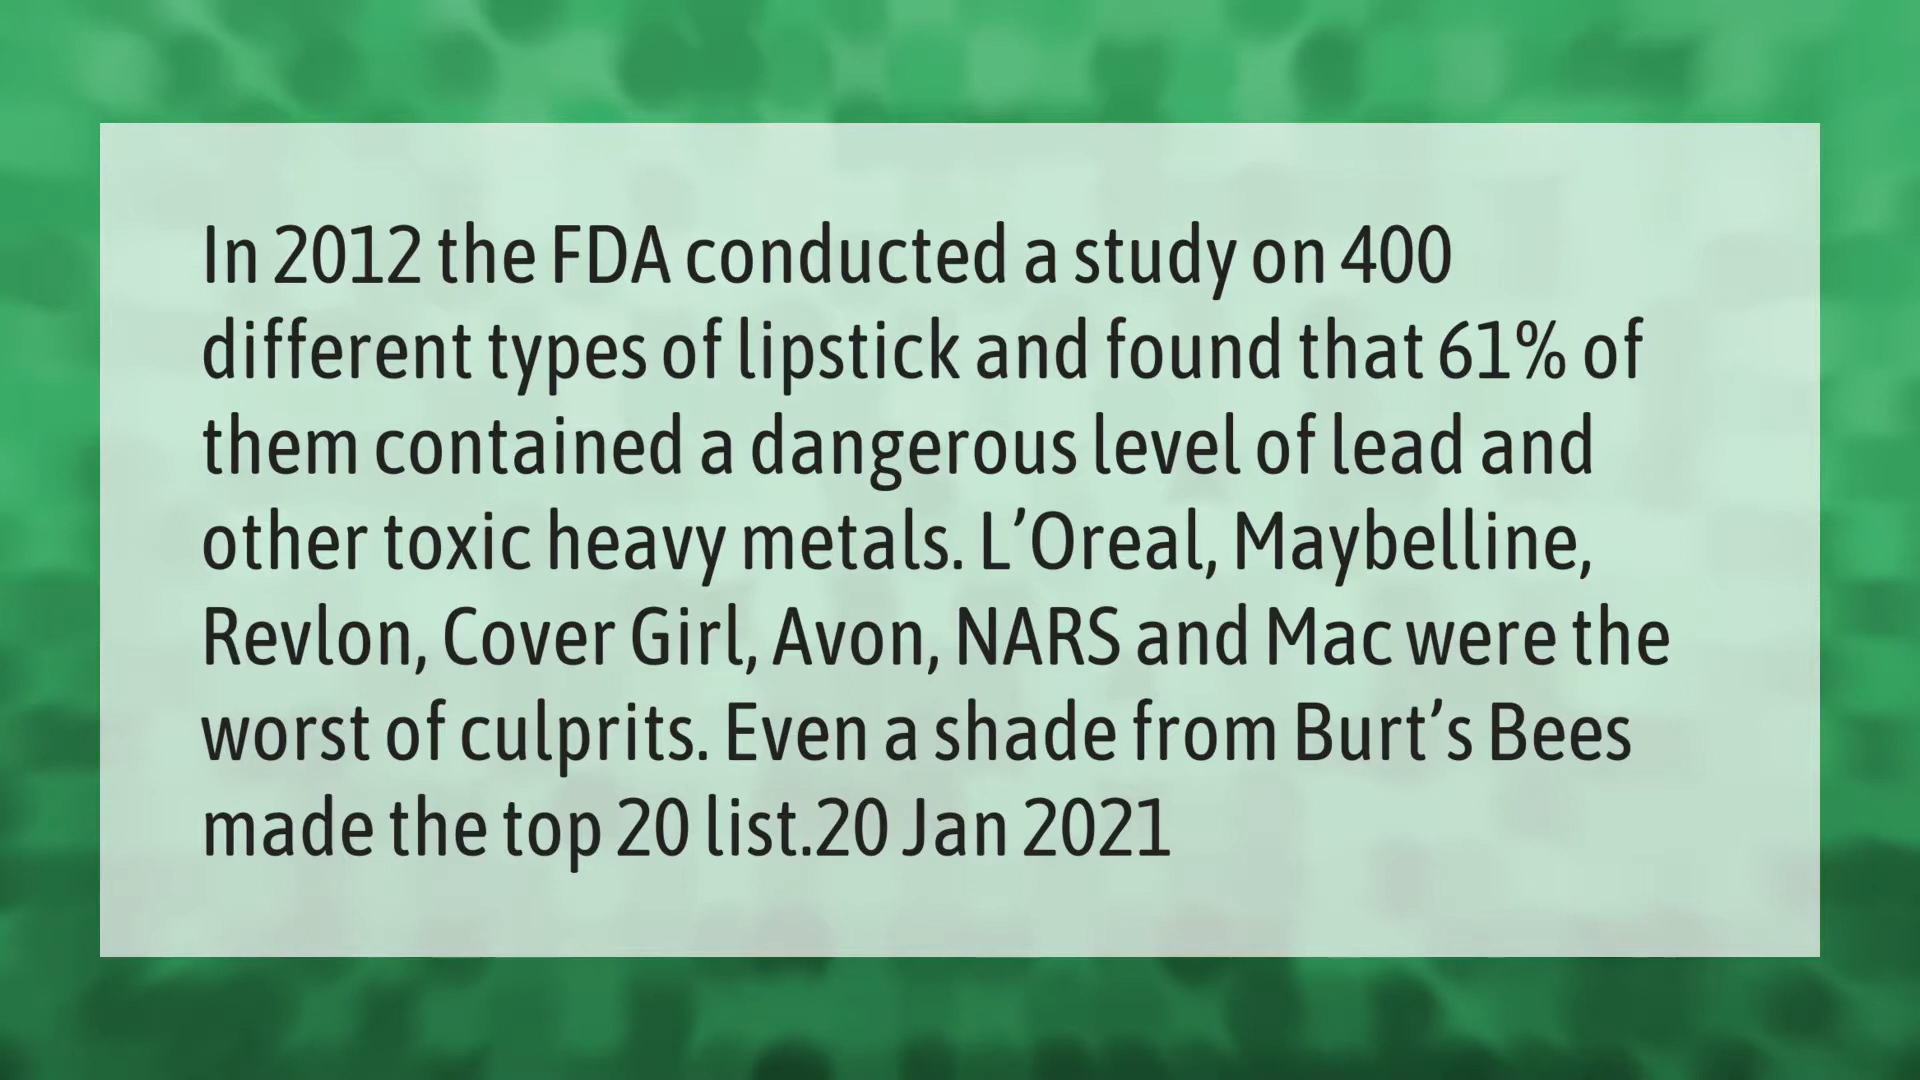 In 2012 the FDA conducted a study on 400
different types of lipstick and found that 61% of
them contained a dangerous level of lead and
other toxic heavy metals. L’Oreal, Maybelline,
Revlon, Cover Girl, Avon, NARS and Mac were the
worst of culprits. Even a shade from Burt’s Bees
made the top 20 list.20 Jan 2021